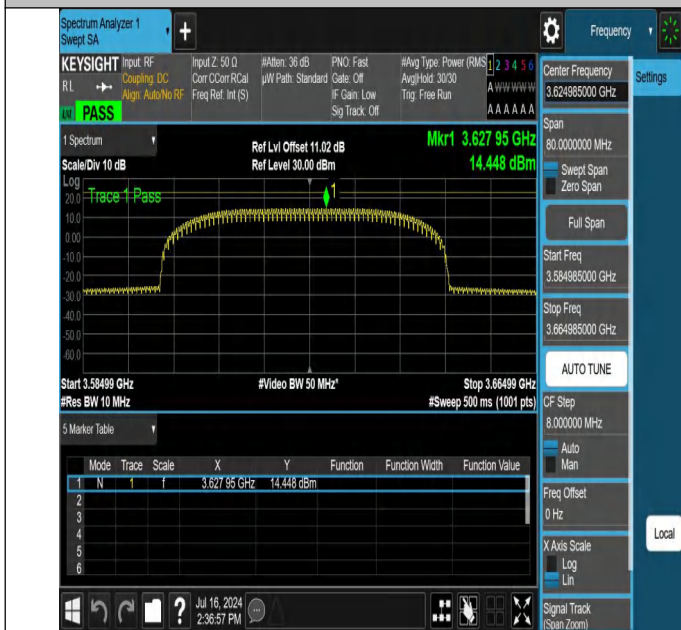 Spectrum Analyzer 1
Swept SA
+
Frequency
KEYSIGHT Input: RF
RL
Coupling: DC
Align: Auto/No RF
PASS
Input Z: 50 Ω
Corr CCorr RCal
Freq Ref: Int (S)
#Atten: 36 dB
µW Path: Standard
PNO: Fast
Gate: Off
IF Gain: Low
Sig Track: Off
#Avg Type: Power (RMS
Avg|Hold: 30/30
Trig: Free Run
1 2 3 4 5 6
A W W W W W
A A A A A A
1 Spectrum
Scale/Div 10 dB
Ref Lvl Offset 11.02 dB
Ref Level 30.00 dBm
Mkr1 3.627 95 GHz
14.448 dBm
Log
Trace 1 Pass
1
20.0
10.0
0.00
-10.0
-20.0
-30.0
-40.0
-50.0
-60.0
Start 3.58499 GHz
#Res BW 10 MHz
#Video BW 50 MHz*
Stop 3.66499 GHz
#Sweep 500 ms (1001 pts)
5 Marker Table
Mode Trace Scale X Y Function Function Width Function Value
1 N 1 f 3.627 95 GHz 14.448 dBm
2
3
4
5
6
Center Frequency
3.624985000 GHz
Settings
Span
80.0000000 MHz
Swept Span
Zero Span
Full Span
Start Freq
3.584985000 GHz
Stop Freq
3.664985000 GHz
AUTO TUNE
CF Step
8.000000 MHz
Auto
Man
Freq Offset
0 Hz
X Axis Scale
Log
Lin
Local
Signal Track
(Span Zoom)
?
Jul 16, 2024
2:36:57 PM